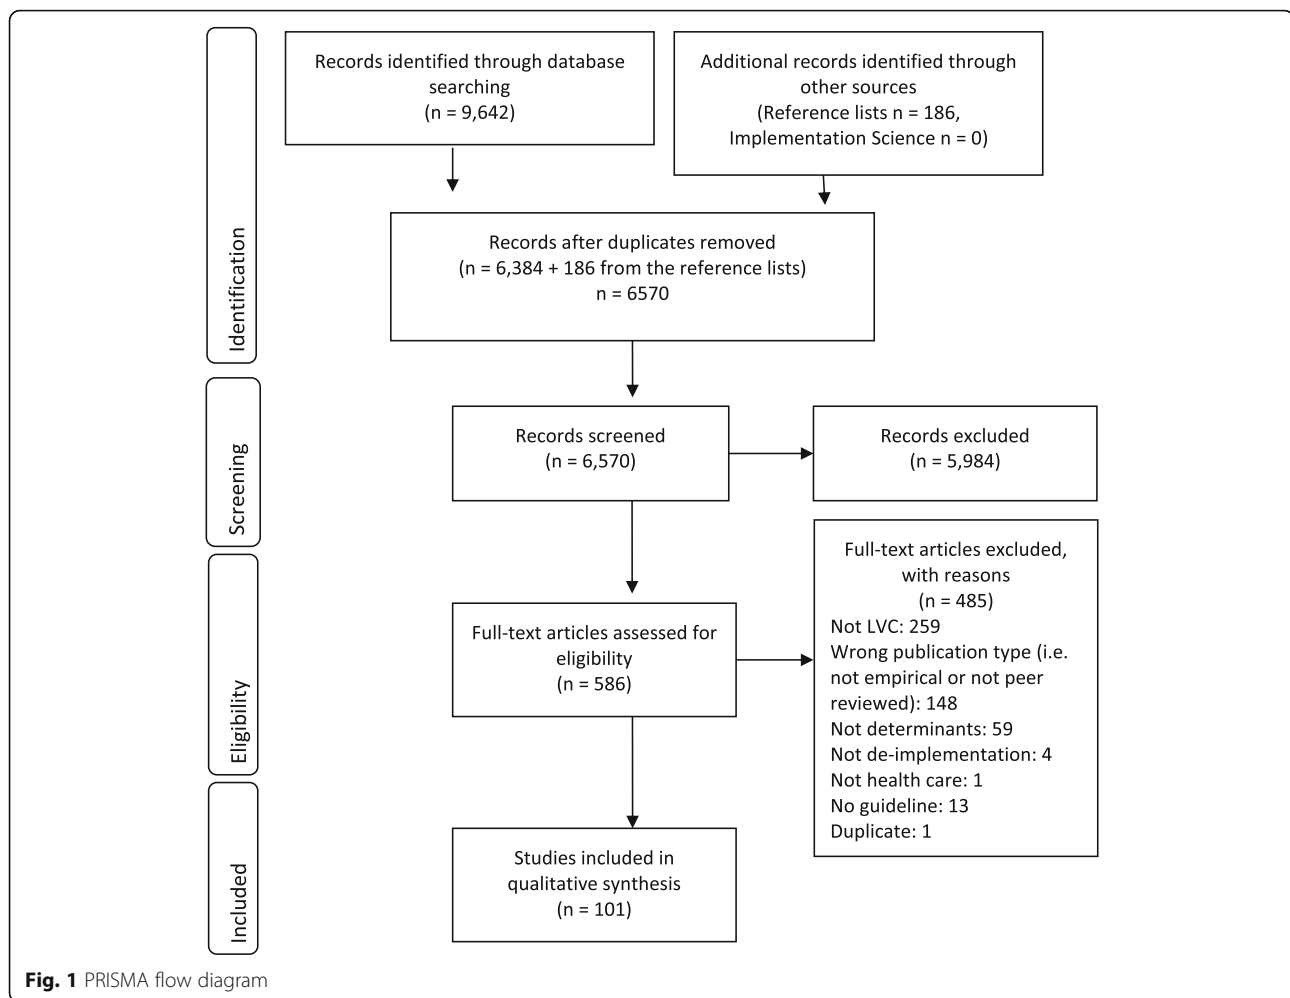 Records identified through database
searching
(n = 9,642)
Additional records identified through
other sources
(Reference lists n = 186,
Implementation Science n = 0)
Identification
Records after duplicates removed
(n = 6,384 + 186 from the reference lists)
n = 6570
Screening
Records screened
(n = 6,570)
Records excluded
(n = 5,984)
Eligibility
Full-text articles assessed for
eligibility
(n = 586)
Full-text articles excluded,
with reasons
(n = 485)
Not LVC: 259
Wrong publication type (i.e.
not empirical or not peer
reviewed): 148
Not determinants: 59
Not de-implementation: 4
Not health care: 1
No guideline: 13
Duplicate: 1
Included
Studies included in
qualitative synthesis
(n = 101)
Fig. 1 PRISMA flow diagram